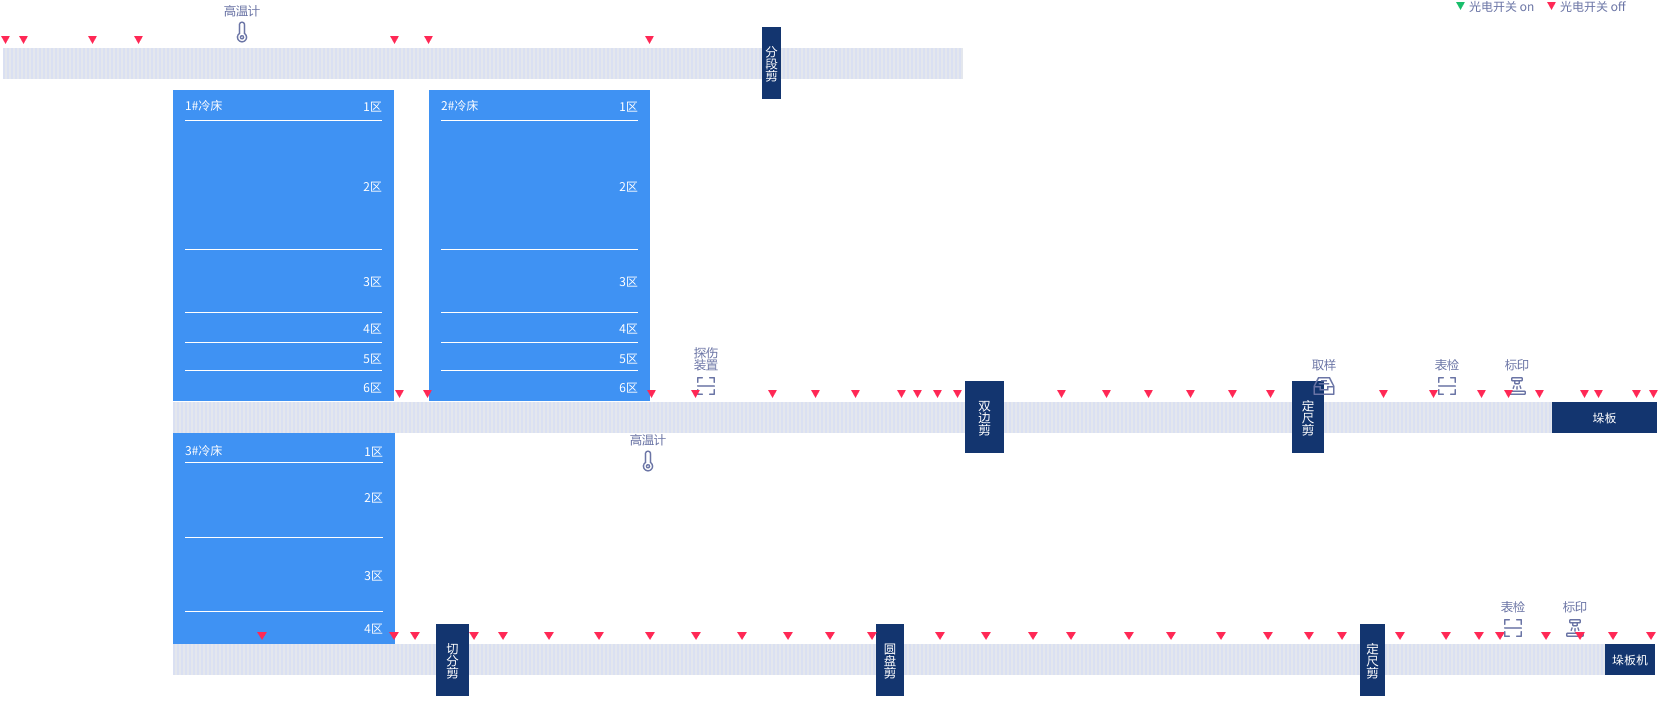 光电开关 on 光电开关 off
高温计
分段剪
1#冷床 1区
2区
3区
4区
5区
6区
2#冷床 1区
2区
3区
4区
5区
6区
探伤
装置
双边剪
定尺剪
取样
表检
标印
垛板
3#冷床 1区
2区
3区
4区
高温计
切分剪
圆盘剪
定尺剪
表检
标印
垛板机